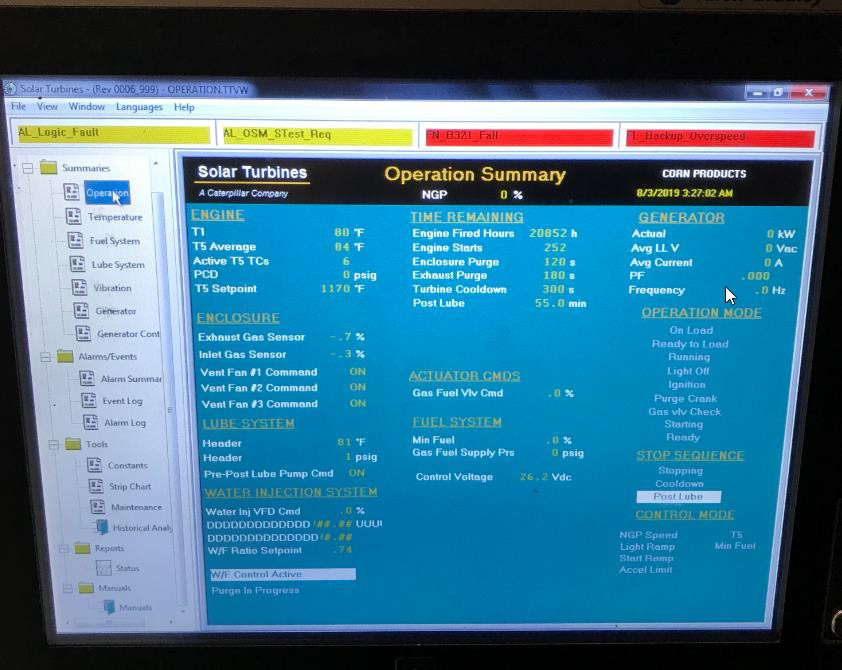 Solar Turbines - (Rev 0006_999) - OPERATION.TTVW
File View Window Languages Help
AL_Logic_Fault AL_OSM_STest_Req FN_B321_Fail FL_Backup_Overspeed
Summaries
Operation
Temperature
Fuel System
Lube System
Vibration
Generator
Generator Cont
Alarms/Events
Alarm Summar
Event Log
Alarm Log
Tools
Constants
Strip Chart
Maintenance
Historical Analy
Reports
Status
Manuals
Manuals
Solar Turbines
A Caterpillar Company
Operation Summary
NGP 0 %
CORN PRODUCTS
8/3/2019 3:27:02 AM
ENGINE
T1 80 °F
T5 Average 84 °F
Active T5 TCs 6
PCD 0 psig
T5 Setpoint 1170 °F
ENCLOSURE
Exhaust Gas Sensor -.7 %
Inlet Gas Sensor -.3 %
Vent Fan #1 Command ON
Vent Fan #2 Command ON
Vent Fan #3 Command ON
LUBE SYSTEM
Header 81 °F
Header 1 psig
Pre-Post Lube Pump Cmd ON
WATER INJECTION SYSTEM
Water Inj VFD Cmd .0 %
DDDDDDDDDDDDD'##.## UUUU
DDDDDDDDDDDDD'#.##
W/F Ratio Setpoint .74
W/F Control Active
Purge In Progress
TIME REMAINING
Engine Fired Hours 20852 h
Engine Starts 252
Enclosure Purge 120 s
Exhaust Purge 180 s
Turbine Cooldown 300 s
Post Lube 55.0 min
ACTUATOR CMDS
Gas Fuel Vlv Cmd .0 %
FUEL SYSTEM
Min Fuel .0 %
Gas Fuel Supply Prs 0 psig
Control Voltage 26.2 Vdc
GENERATOR
Actual 0 kW
Avg LL V 0 Vac
Avg Current 0 A
PF .000
Frequency .0 Hz
OPERATION MODE
On Load
Ready to Load
Running
Light Off
Ignition
Purge Crank
Gas vlv Check
Starting
Ready
STOP SEQUENCE
Stopping
Cooldown
Post Lube
CONTROL MODE
NGP Speed T5
Light Ramp Min Fuel
Start Ramp
Accel Limit